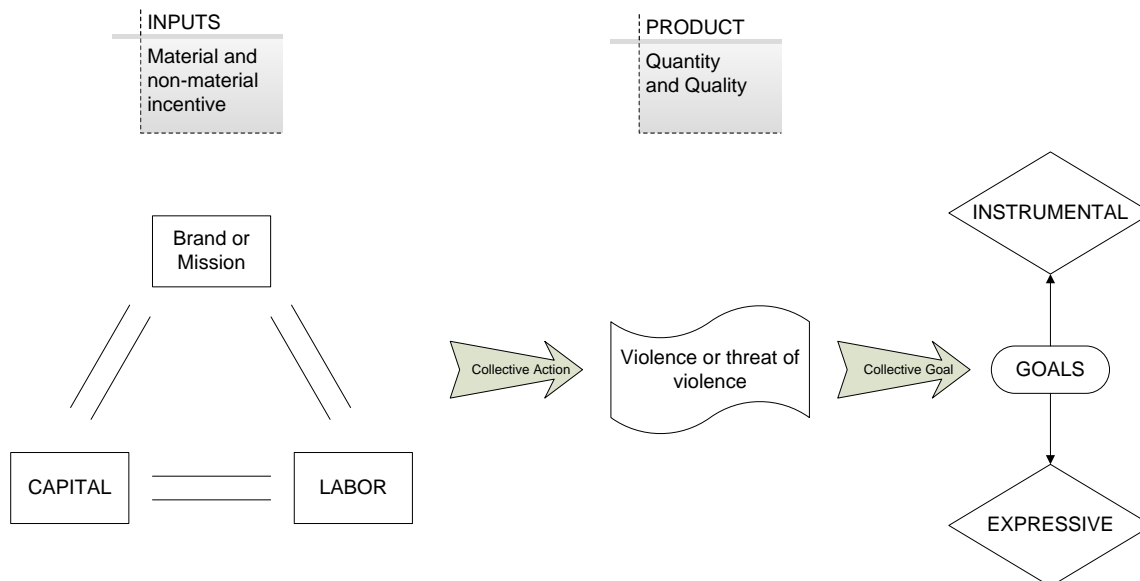 INPUTS
Material and
non-material
incentive
PRODUCT
Quantity
and Quality
INSTRUMENTAL
Brand or
Mission
Collective Action
Violence or threat of
violence
Collective Goal
GOALS
CAPITAL
LABOR
EXPRESSIVE